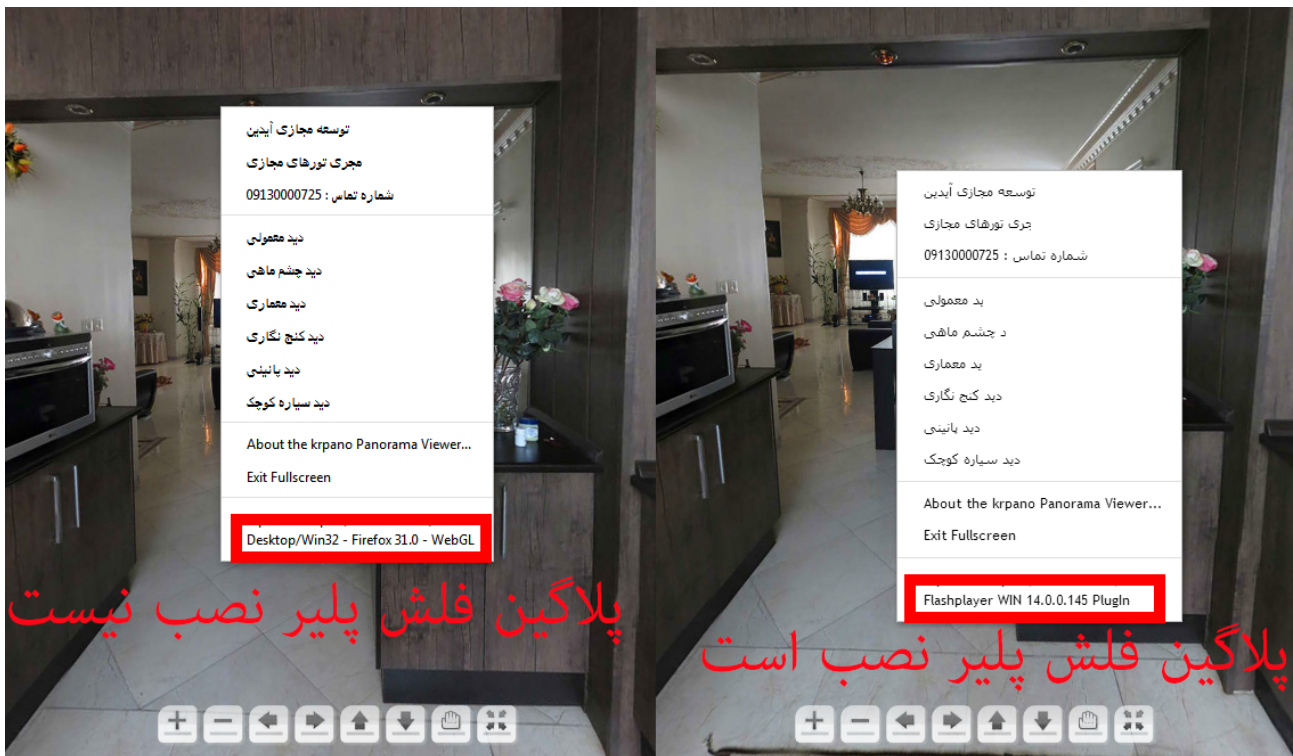 توسعه مجازی آیدین
مجری تورهای مجازی
شماره تماس : 09130000725
دید معمولی
دید چشم ماهی
دید معماری
دید کنج نگاری
دید پانینی
دید سیاره کوچک
About the krpano Panorama Viewer...
Exit Fullscreen
Desktop/Win32 - Firefox 31.0 - WebGL
پلاگین فلش پلیر نصب نیست
توسعه مجازی آیدین
جری تورهای مجازی
شماره تماس : 09130000725
ید معمولی
د چشم ماهی
ید معماری
دید کنج نگاری
دید پانینی
دید سیاره کوچک
About the krpano Panorama Viewer...
Exit Fullscreen
Flashplayer WIN 14.0.0.145 PlugIn
پلاگین فلش پلیر نصب است